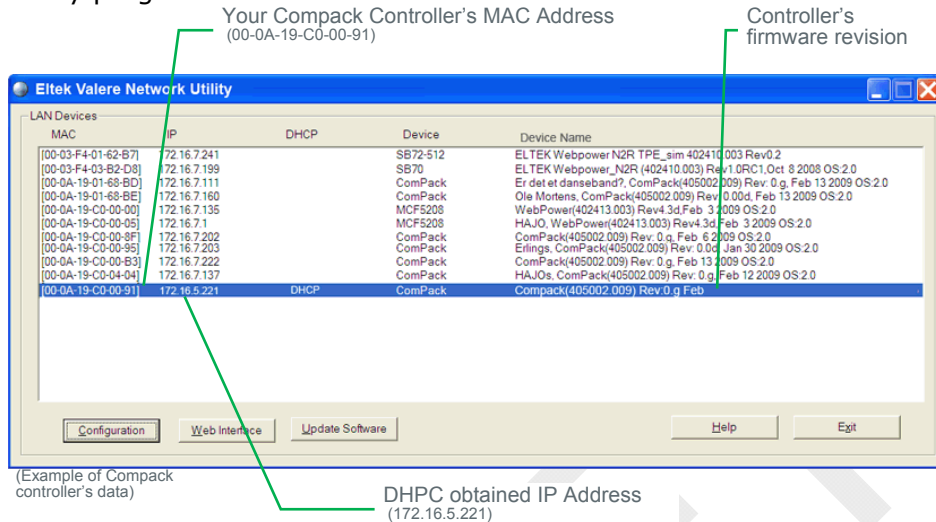 Your Compack Controller's MAC Address
(00-0A-19-C0-00-91)
Controller's
firmware revision
Eltek Valere Network Utility
LAN Devices
MAC IP DHCP Device Device Name
[00-03-F4-01-62-B7] 172.16.7.241 SB72-512 ELTEK Webpower N2R TPE_sim 402410.003 Rev0.2
[00-03-F4-03-B2-D8] 172.16.7.199 SB70 ELTEK Webpower_N2R (402410.003) Rev1.0RC1,Oct 8 2008 OS:2.0
[00-0A-19-01-68-BD] 172.16.7.111 ComPack Er det et danseband?, ComPack(405002.009) Rev: 0.g, Feb 13 2009 OS:2.0
[00-0A-19-01-68-BE] 172.16.7.160 ComPack Ole Mortens, ComPack(405002.009) Rev: 0.00d, Feb 13 2009 OS:2.0
[00-0A-19-C0-00-00] 172.16.7.135 MCF5208 WebPower(402413.003) Rev4.3d,Feb 3 2009 OS:2.0
[00-0A-19-C0-00-05] 172.16.7.1 MCF5208 HAJO, WebPower(402413.003) Rev4.3d,Feb 3 2009 OS:2.0
[00-0A-19-C0-00-8F] 172.16.7.202 ComPack ComPack(405002.009) Rev: 0.g, Feb 6 2009 OS:2.0
[00-0A-19-C0-00-95] 172.16.7.203 ComPack Erlings, ComPack(405002.009) Rev: 0.0d, Jan 30 2009 OS:2.0
[00-0A-19-C0-00-B3] 172.16.7.222 ComPack ComPack(405002.009) Rev: 0.g, Feb 13 2009 OS:2.0
[00-0A-19-C0-04-04] 172.16.7.137 ComPack HAJOs, ComPack(405002.009) Rev: 0.g, Feb 12 2009 OS:2.0
[00-0A-19-C0-00-91] 172.16.5.221 DHCP ComPack Compack(405002.009) Rev:0.g Feb
Configuration Web Interface Update Software Help Exit
(Example of Compack
controller's data)
DHPC obtained IP Address
(172.16.5.221)